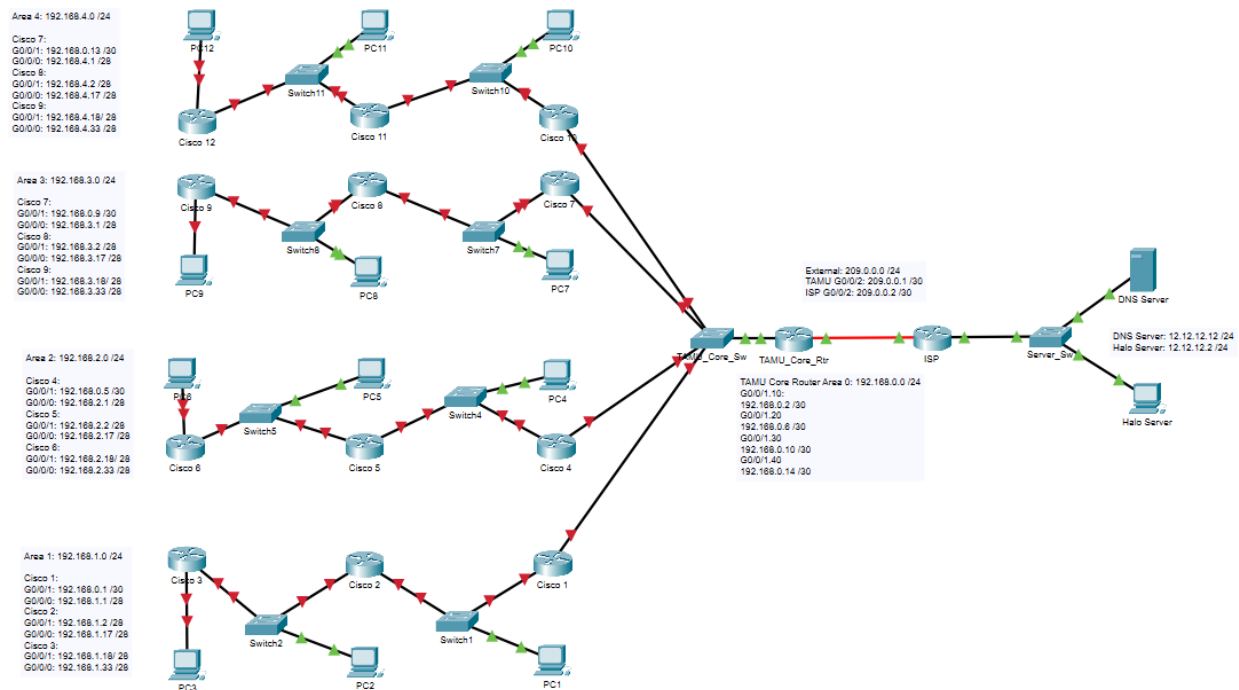 Area 4: 192.168.4.0 /24
Cisco 7:
G0/0/1: 192.168.0.13 /30
G0/0/0: 192.168.4.1 /28
Cisco 8:
G0/0/1: 192.168.4.2 /28
G0/0/0: 192.168.4.17 /28
Cisco 9:
G0/0/1: 192.168.4.18/ 28
G0/0/0: 192.168.4.33 /28
PC12
PC11
PC10
Switch11
Switch10
Cisco 12
Cisco 11
Cisco 10
Area 3: 192.168.3.0 /24
Cisco 7:
G0/0/1: 192.168.0.9 /30
G0/0/0: 192.168.3.1 /28
Cisco 8:
G0/0/1: 192.168.3.2 /28
G0/0/0: 192.168.3.17 /28
Cisco 9:
G0/0/1: 192.168.3.18/ 28
G0/0/0: 192.168.3.33 /28
Cisco 9
Cisco 8
Cisco 7
Switch8
Switch7
PC9
PC8
PC7
External: 209.0.0.0 /24
TAMU G0/0/2: 209.0.0.1 /30
ISP G0/0/2: 209.0.0.2 /30
DNS Server
TAMU_Core_Sw
TAMU_Core_Rtr
ISP
Server_Sw
DNS Server: 12.12.12.12 /24
Halo Server: 12.12.12.2 /24
Halo Server
TAMU Core Router Area 0: 192.168.0.0 /24
G0/0/1.10:
192.168.0.2 /30
G0/0/1.20
192.168.0.6 /30
G0/0/1.30
192.168.0.10 /30
G0/0/1.40
192.168.0.14 /30
Area 2: 192.168.2.0 /24
Cisco 4:
G0/0/1: 192.168.0.5 /30
G0/0/0: 192.168.2.1 /28
Cisco 5:
G0/0/1: 192.168.2.2 /28
G0/0/0: 192.168.2.17 /28
Cisco 6:
G0/0/1: 192.168.2.18/ 28
G0/0/0: 192.168.2.33 /28
PC6
PC5
PC4
Switch5
Switch4
Cisco 6
Cisco 5
Cisco 4
Area 1: 192.168.1.0 /24
Cisco 1:
G0/0/1: 192.168.0.1 /30
G0/0/0: 192.168.1.1 /28
Cisco 2:
G0/0/1: 192.168.1.2 /28
G0/0/0: 192.168.1.17 /28
Cisco 3:
G0/0/1: 192.168.1.18/ 28
G0/0/0: 192.168.1.33 /28
Cisco 3
Cisco 2
Cisco 1
Switch2
Switch1
PC3
PC2
PC1